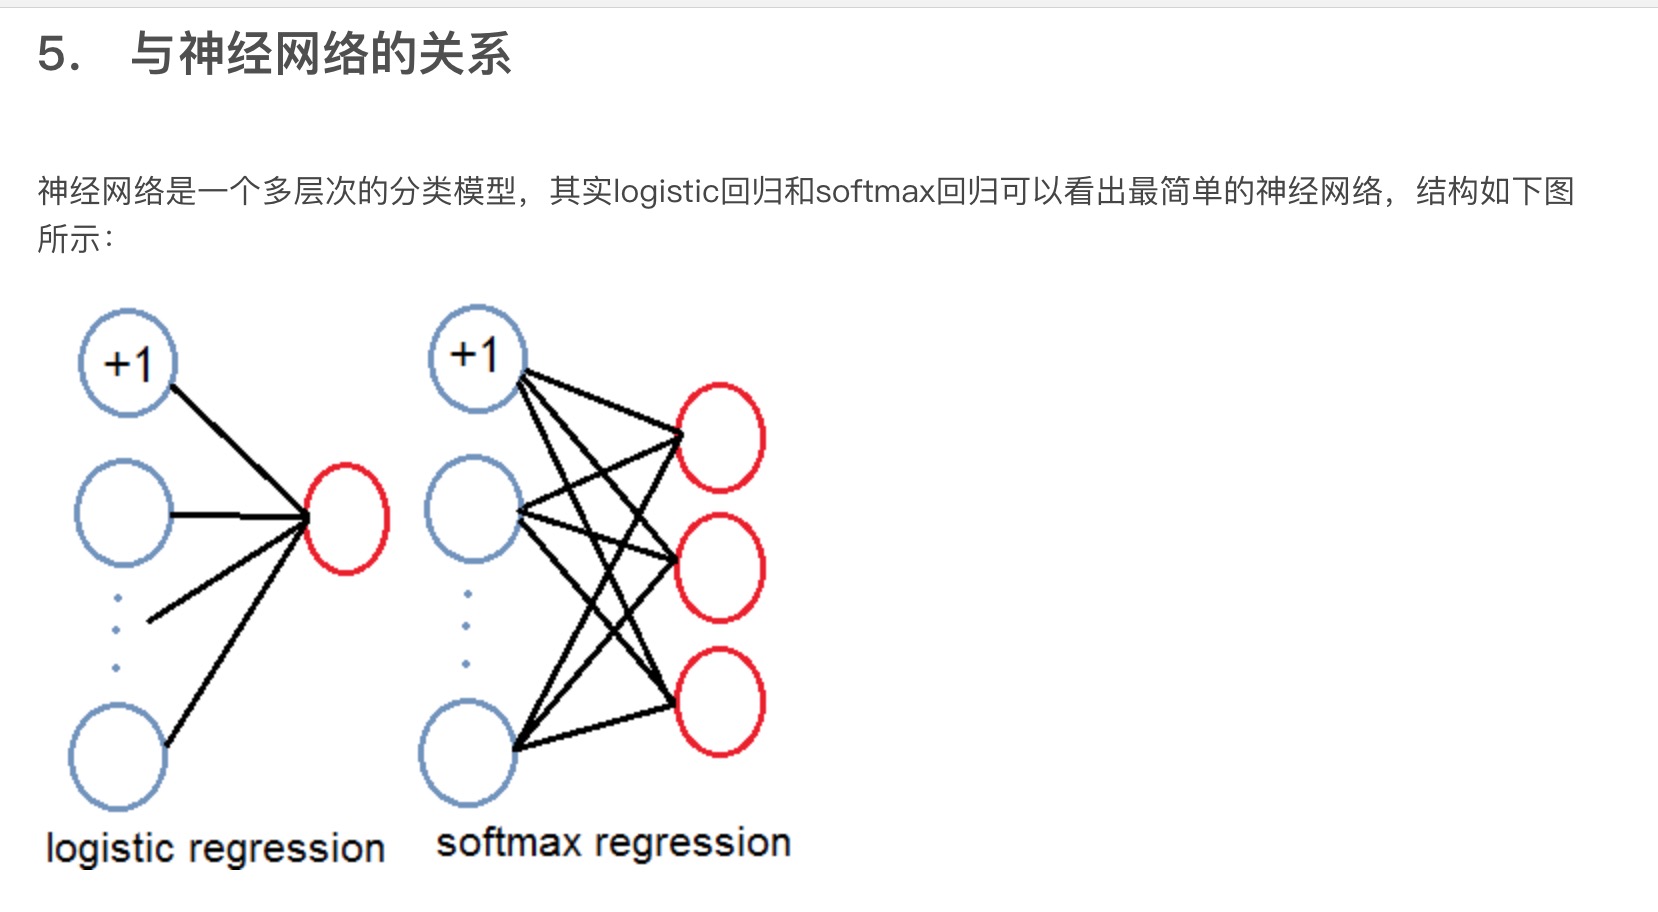 5. 与神经网络的关系
神经网络是一个多层次的分类模型，其实logistic回归和softmax回归可以看出最简单的神经网络，结构如下图
所示：
+1
+1
logistic regression
softmax regression